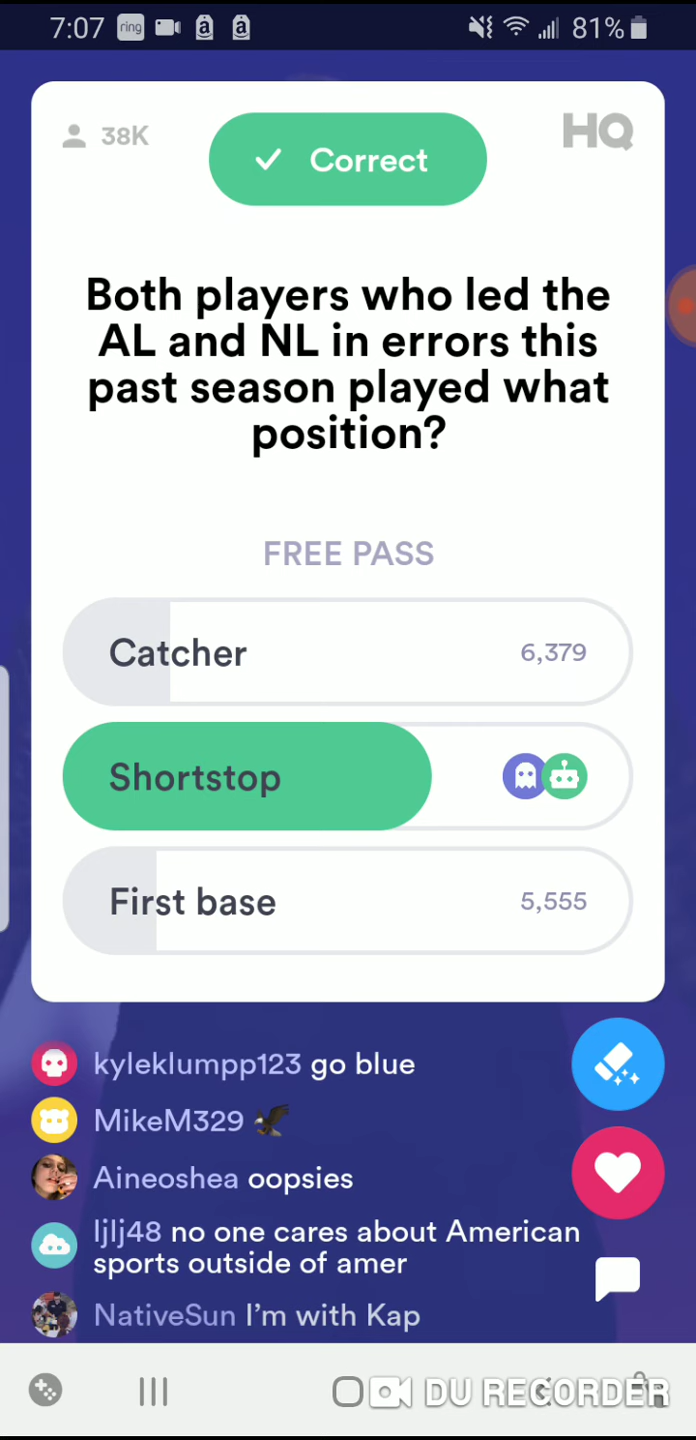 7:07 ring a a 81%
38K
Correct
HQ
Both players who led the
AL and NL in errors this
past season played what
position?
FREE PASS
Catcher 6,379
Shortstop
First base 5,555
kyleklumpp123 go blue
MikeM329 🦅
Aineoshea oopsies
ljlj48 no one cares about American
sports outside of amer
NativeSun I’m with Kap
DU RECORDER